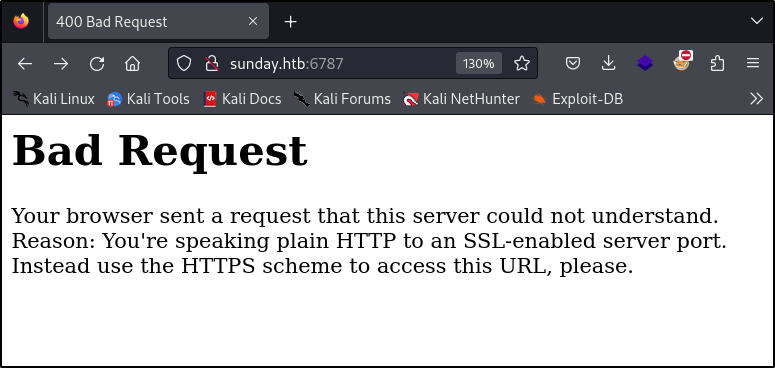 400 Bad Request
sunday.htb:6787
130%
Kali Linux Kali Tools Kali Docs Kali Forums Kali NetHunter Exploit-DB
Bad Request
Your browser sent a request that this server could not understand.
Reason: You're speaking plain HTTP to an SSL-enabled server port.
Instead use the HTTPS scheme to access this URL, please.